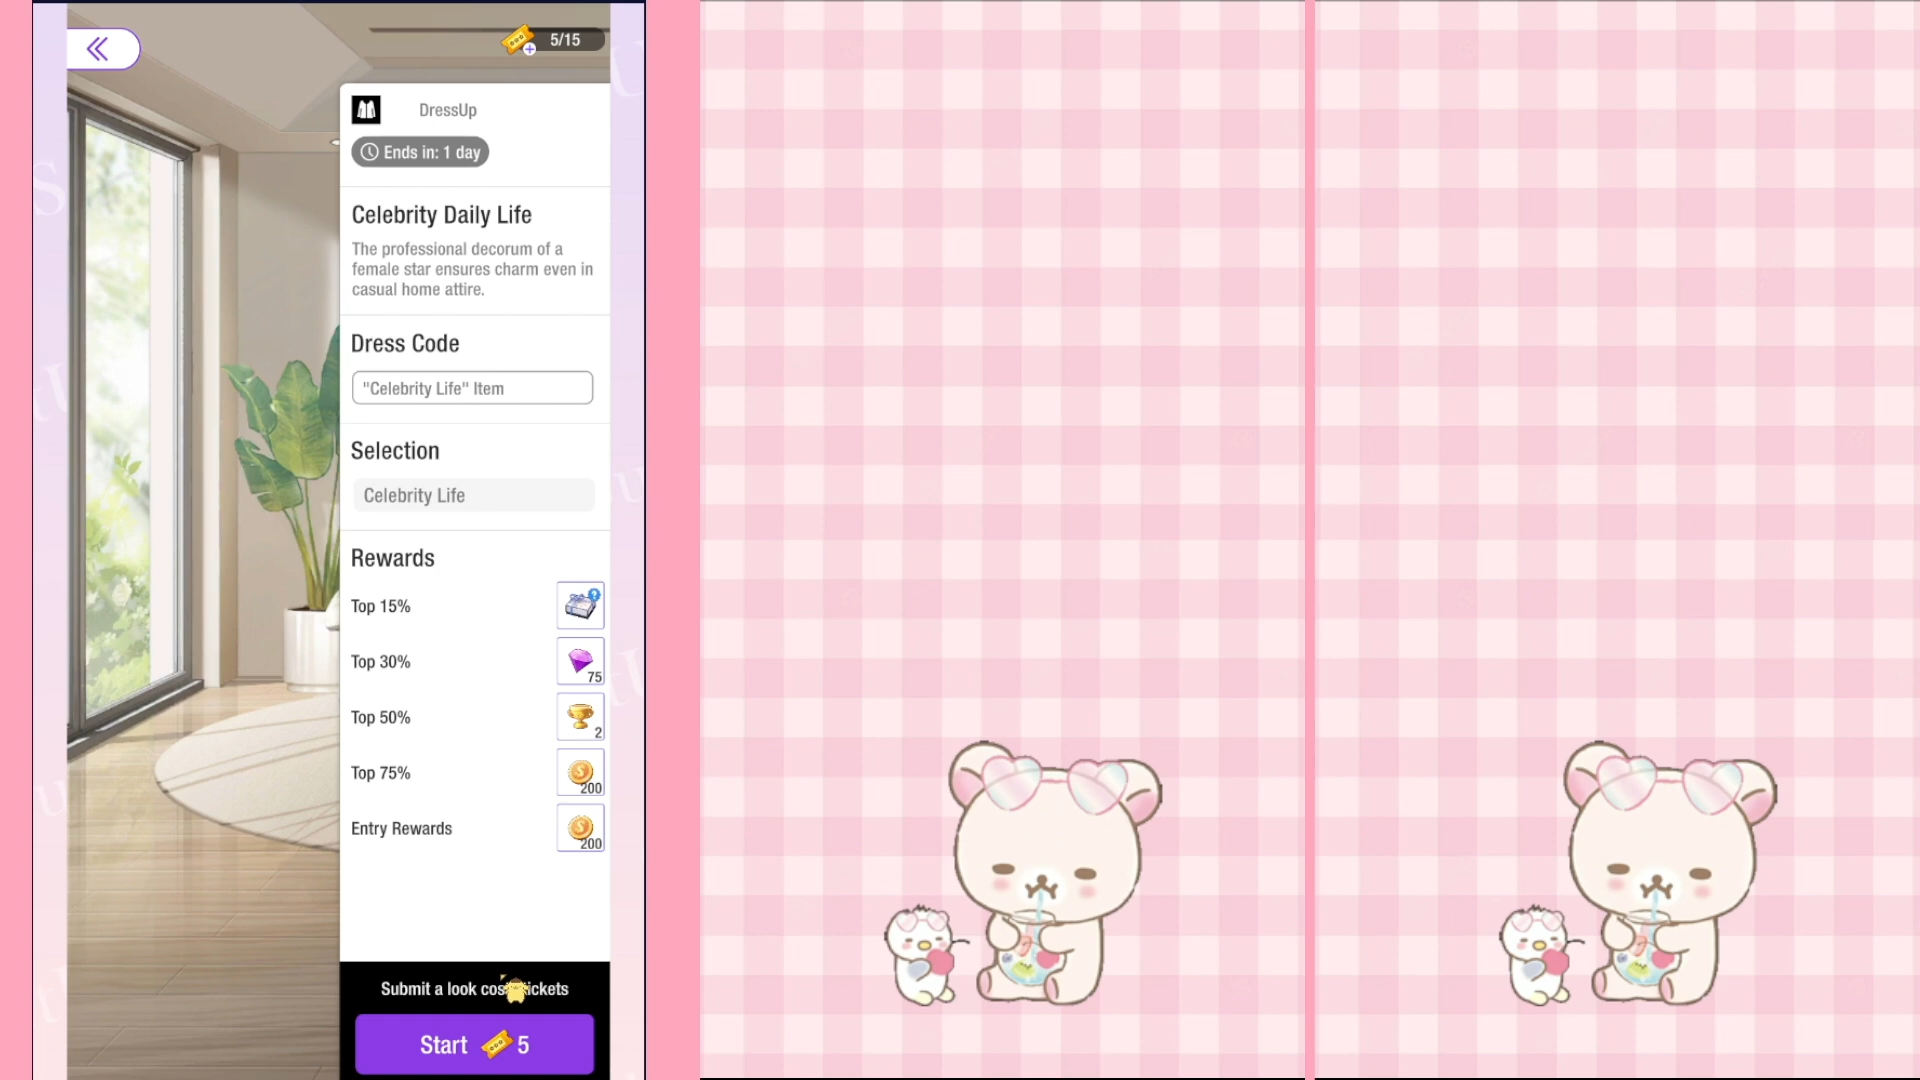 5/15
DressUp
Ends in: 1 day
Celebrity Daily Life
The professional decorum of a
female star ensures charm even in
casual home attire.
Dress Code
"Celebrity Life" Item
Selection
Celebrity Life
Rewards
Top 15%
Top 30%
75
Top 50%
2
Top 75%
200
Entry Rewards
200
Submit a look
Start 5